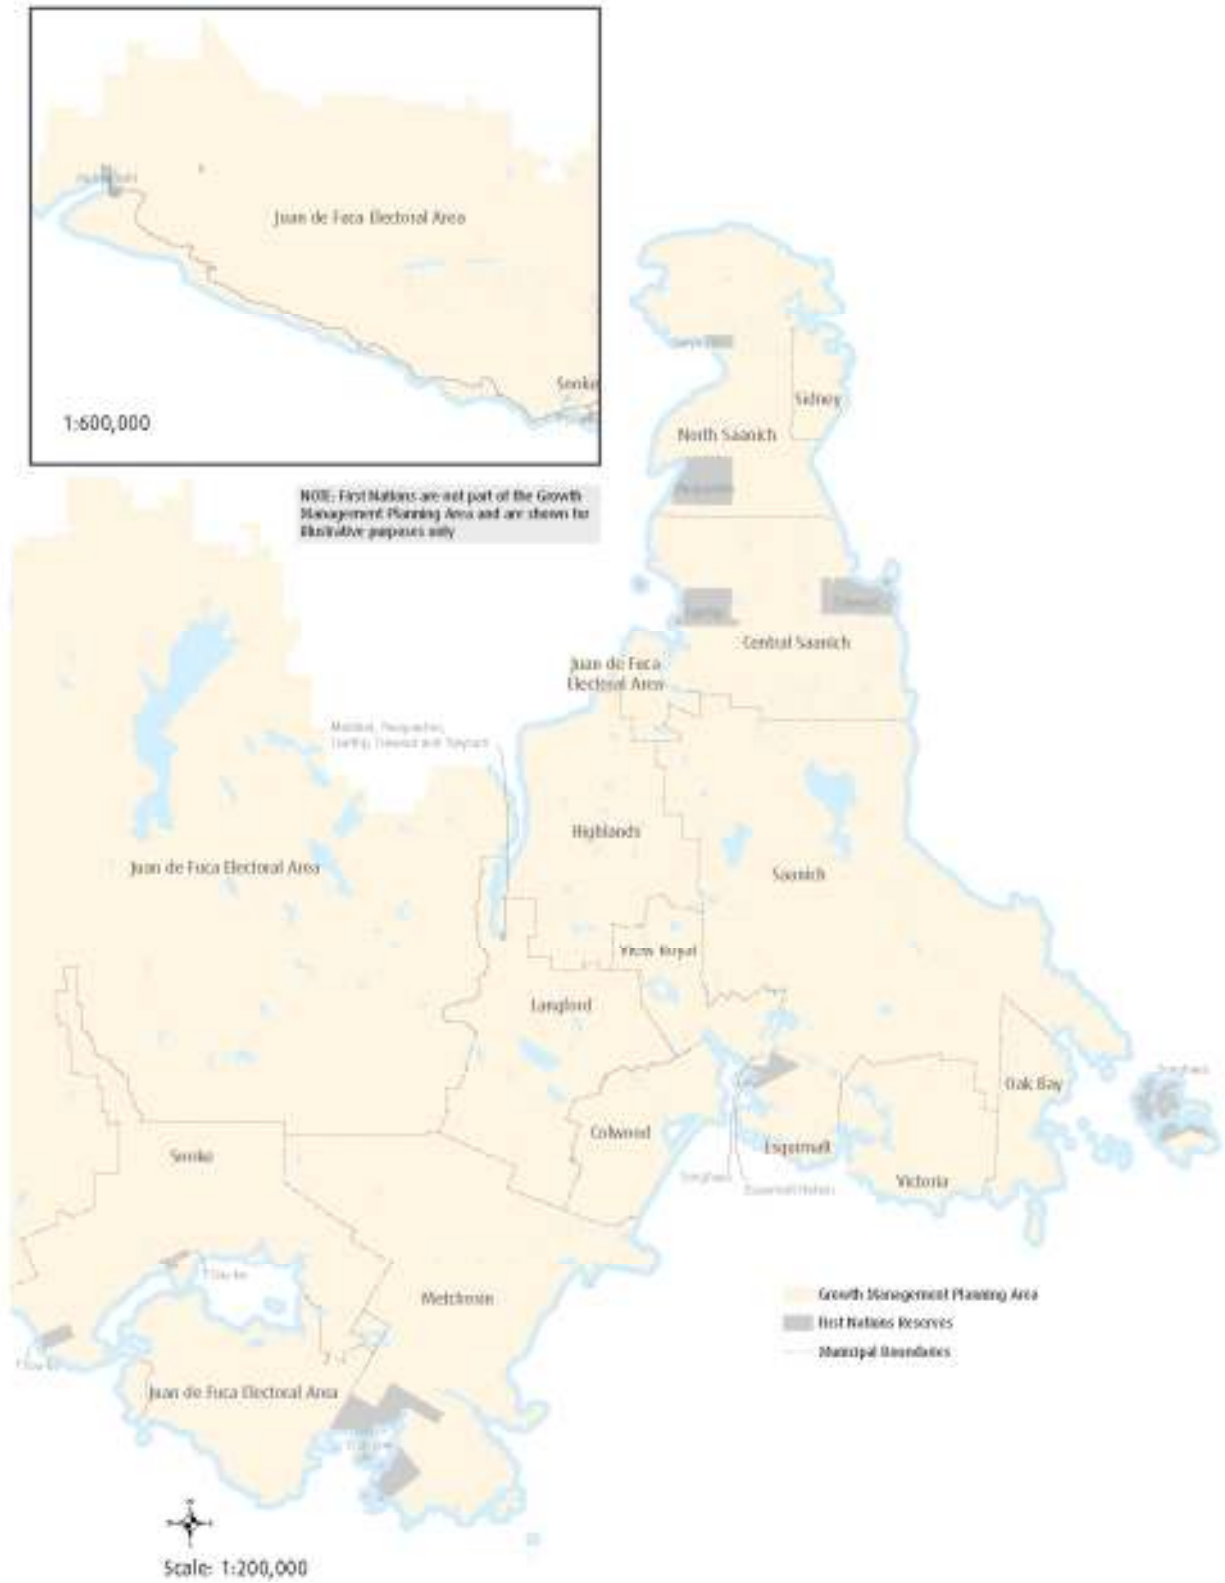 Juan de Fuca Electoral Area
Sooke
1:600,000
NOTE: First Nations are not part of the Growth
Management Planning Area and are shown for
illustrative purposes only
Sidney
North Saanich
Central Saanich
Juan de Fuca
Electoral Area
Highlands
Juan de Fuca Electoral Area
Saanich
View Royal
Langford
Oak Bay
Colwood
Esquimalt
Sooke
Victoria
Songhees
Esquimalt Nation
Metchosin
Growth Management Planning Area
First Nations Reserves
Municipal Boundaries
Juan de Fuca Electoral Area
Scale: 1:200,000